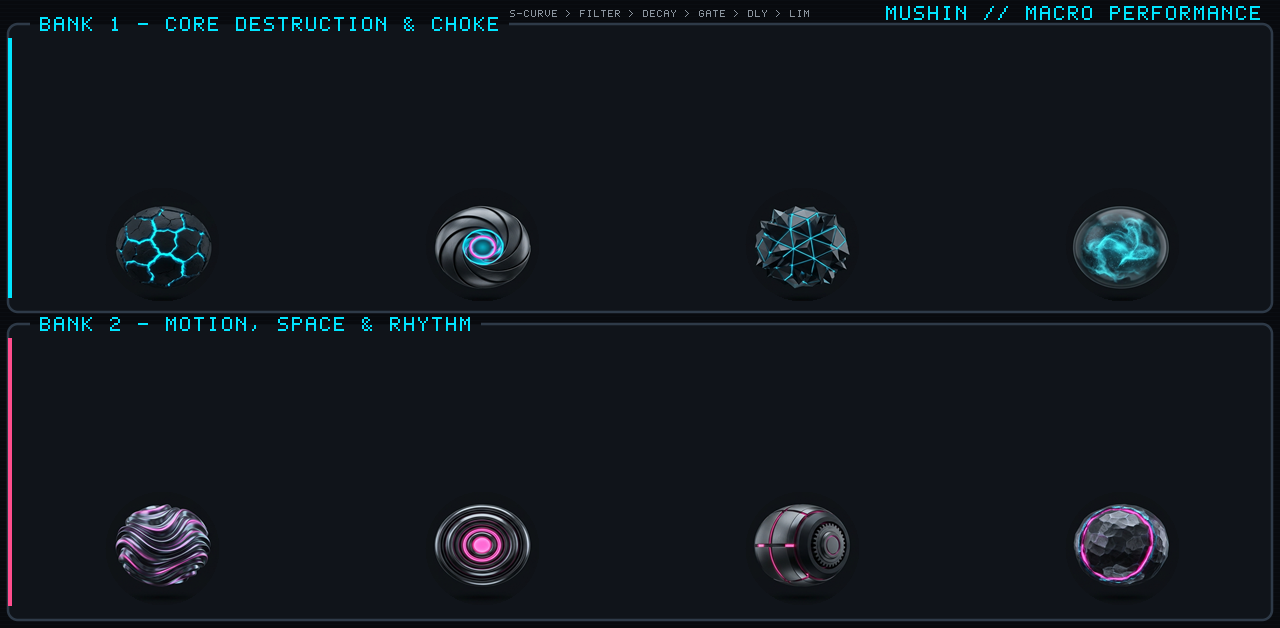 S-CURVE > FILTER > DECAY > GATE > DLY > LIM
MUSHIN // MACRO PERFORMANCE
BANK 1 - CORE DESTRUCTION & CHOKE
BANK 2 - MOTION, SPACE & RHYTHM